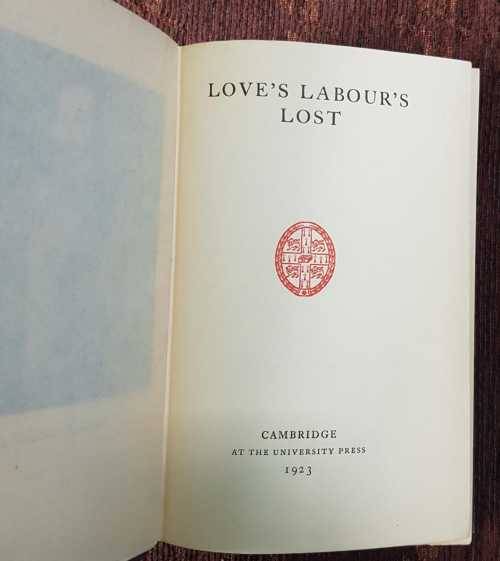 LOVE'S LABOUR'S
LOST
CAMBRIDGE
AT THE UNIVERSITY PRESS
1923